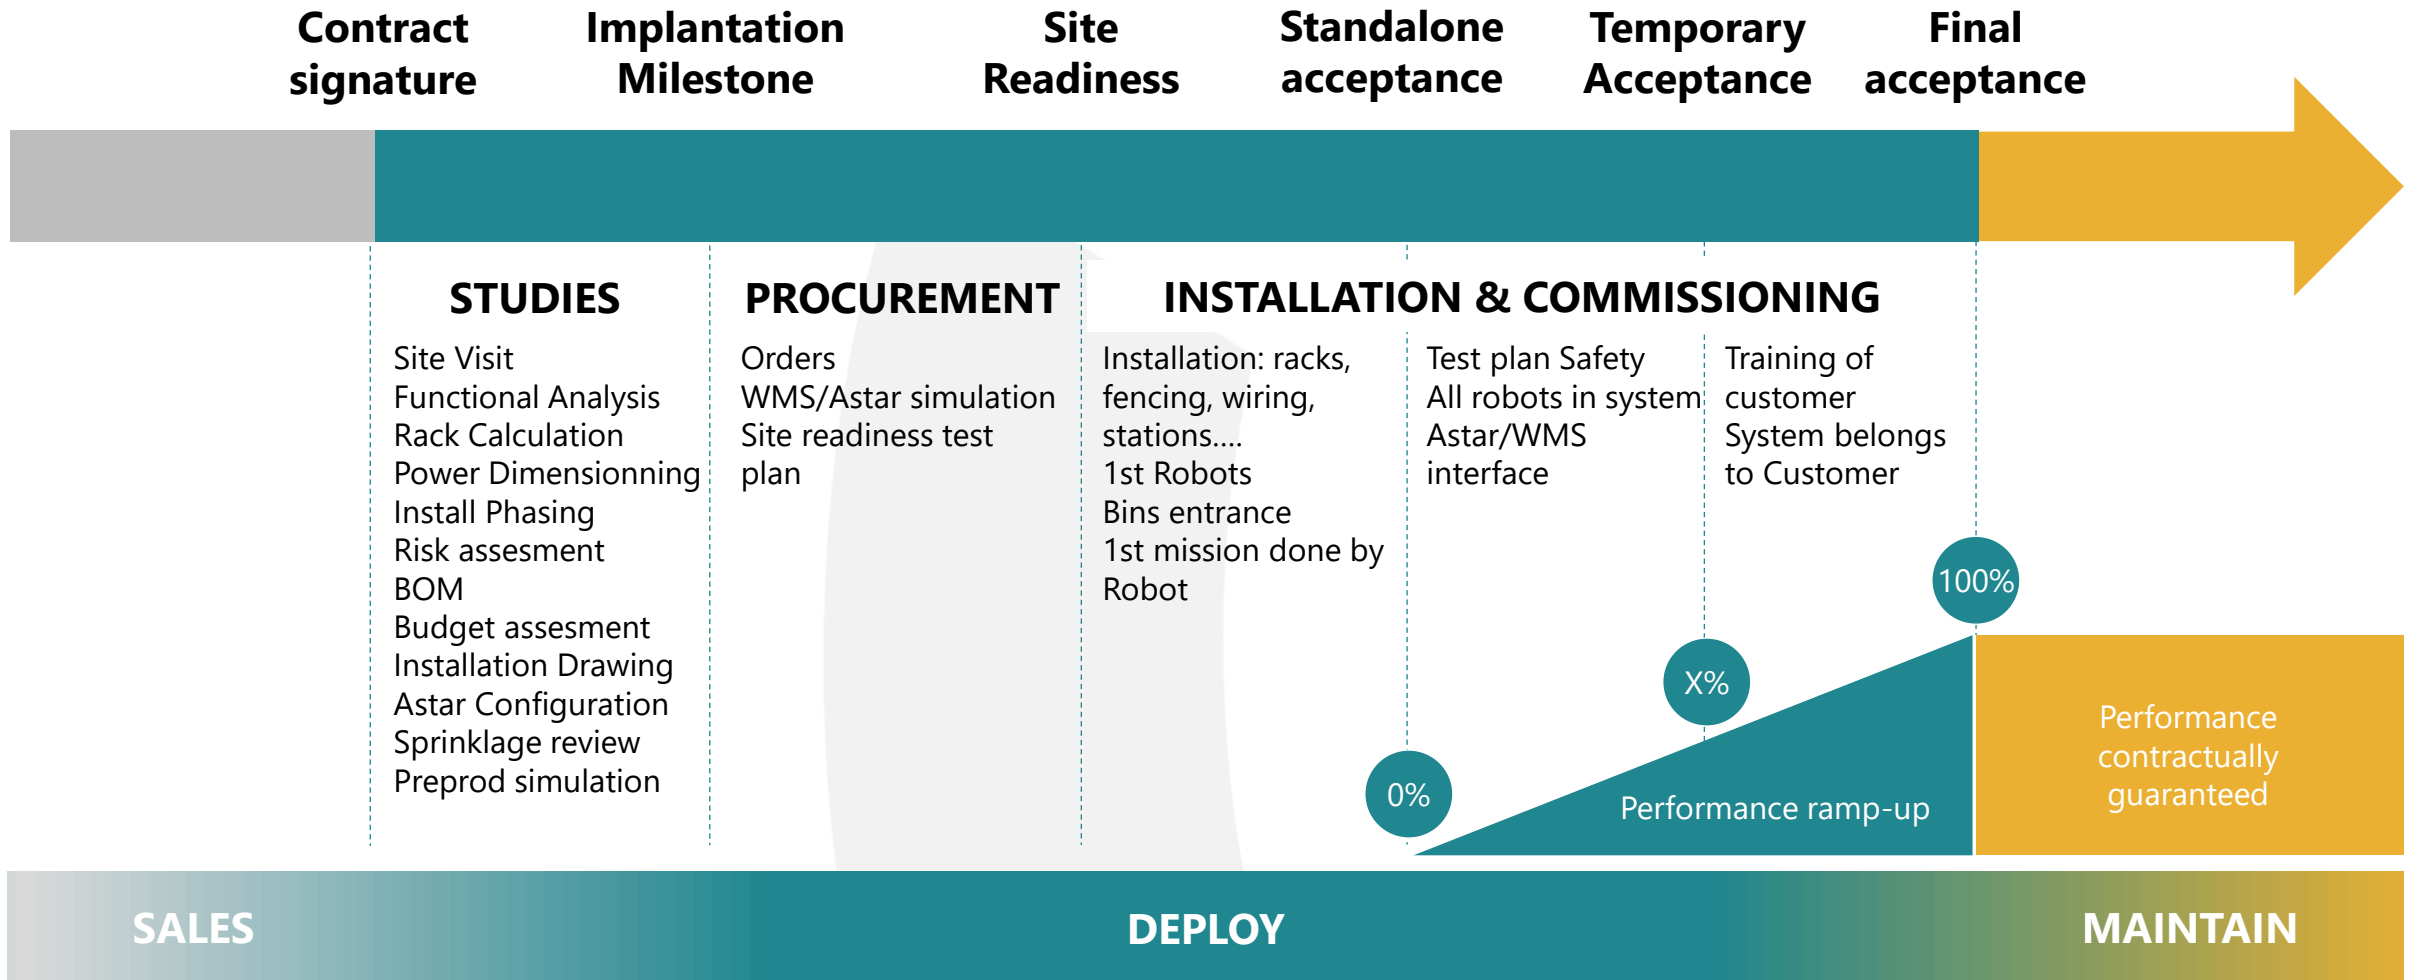 Contract
signature
Implantation
Milestone
Site
Readiness
Standalone
acceptance
Temporary
Acceptance
Final
acceptance
STUDIES
Site Visit
Functional Analysis
Rack Calculation
Power Dimensionning
Install Phasing
Risk assesment
BOM
Budget assesment
Installation Drawing
Astar Configuration
Sprinklage review
Preprod simulation
PROCUREMENT
Orders
WMS/Astar simulation
Site readiness test
plan
INSTALLATION & COMMISSIONING
Installation: racks,
fencing, wiring,
stations....
1st Robots
Bins entrance
1st mission done by
Robot
Test plan Safety
All robots in system
Astar/WMS
interface
Training of
customer
System belongs
to Customer
0%
X%
100%
Performance ramp-up
Performance
contractually
guaranteed
SALES
DEPLOY
MAINTAIN